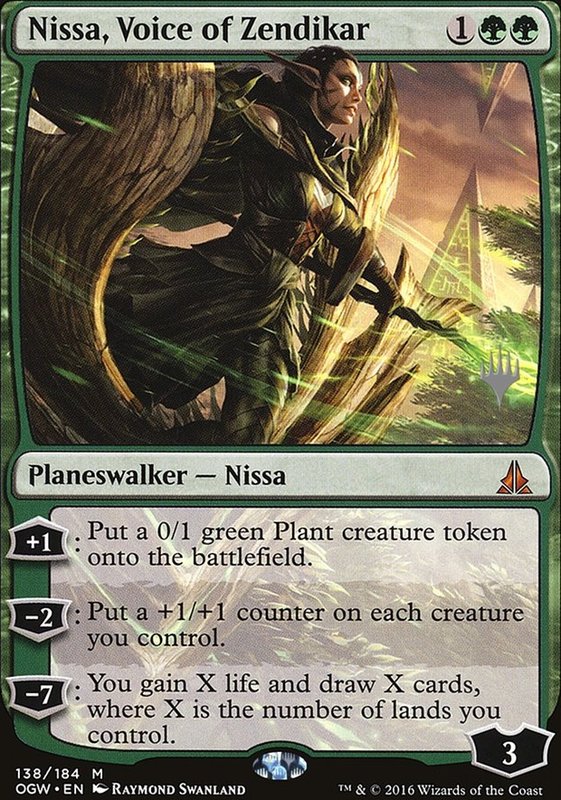 Nissa, Voice of Zendikar 1
Planeswalker — Nissa
+1: Put a 0/1 green Plant creature token
onto the battlefield.
−2: Put a +1/+1 counter on each creature
you control.
−7: You gain X life and draw X cards,
where X is the number of lands you
control.
3
138/184 M
OGW • EN Raymond Swanland ™ & © 2016 Wizards of the Coast